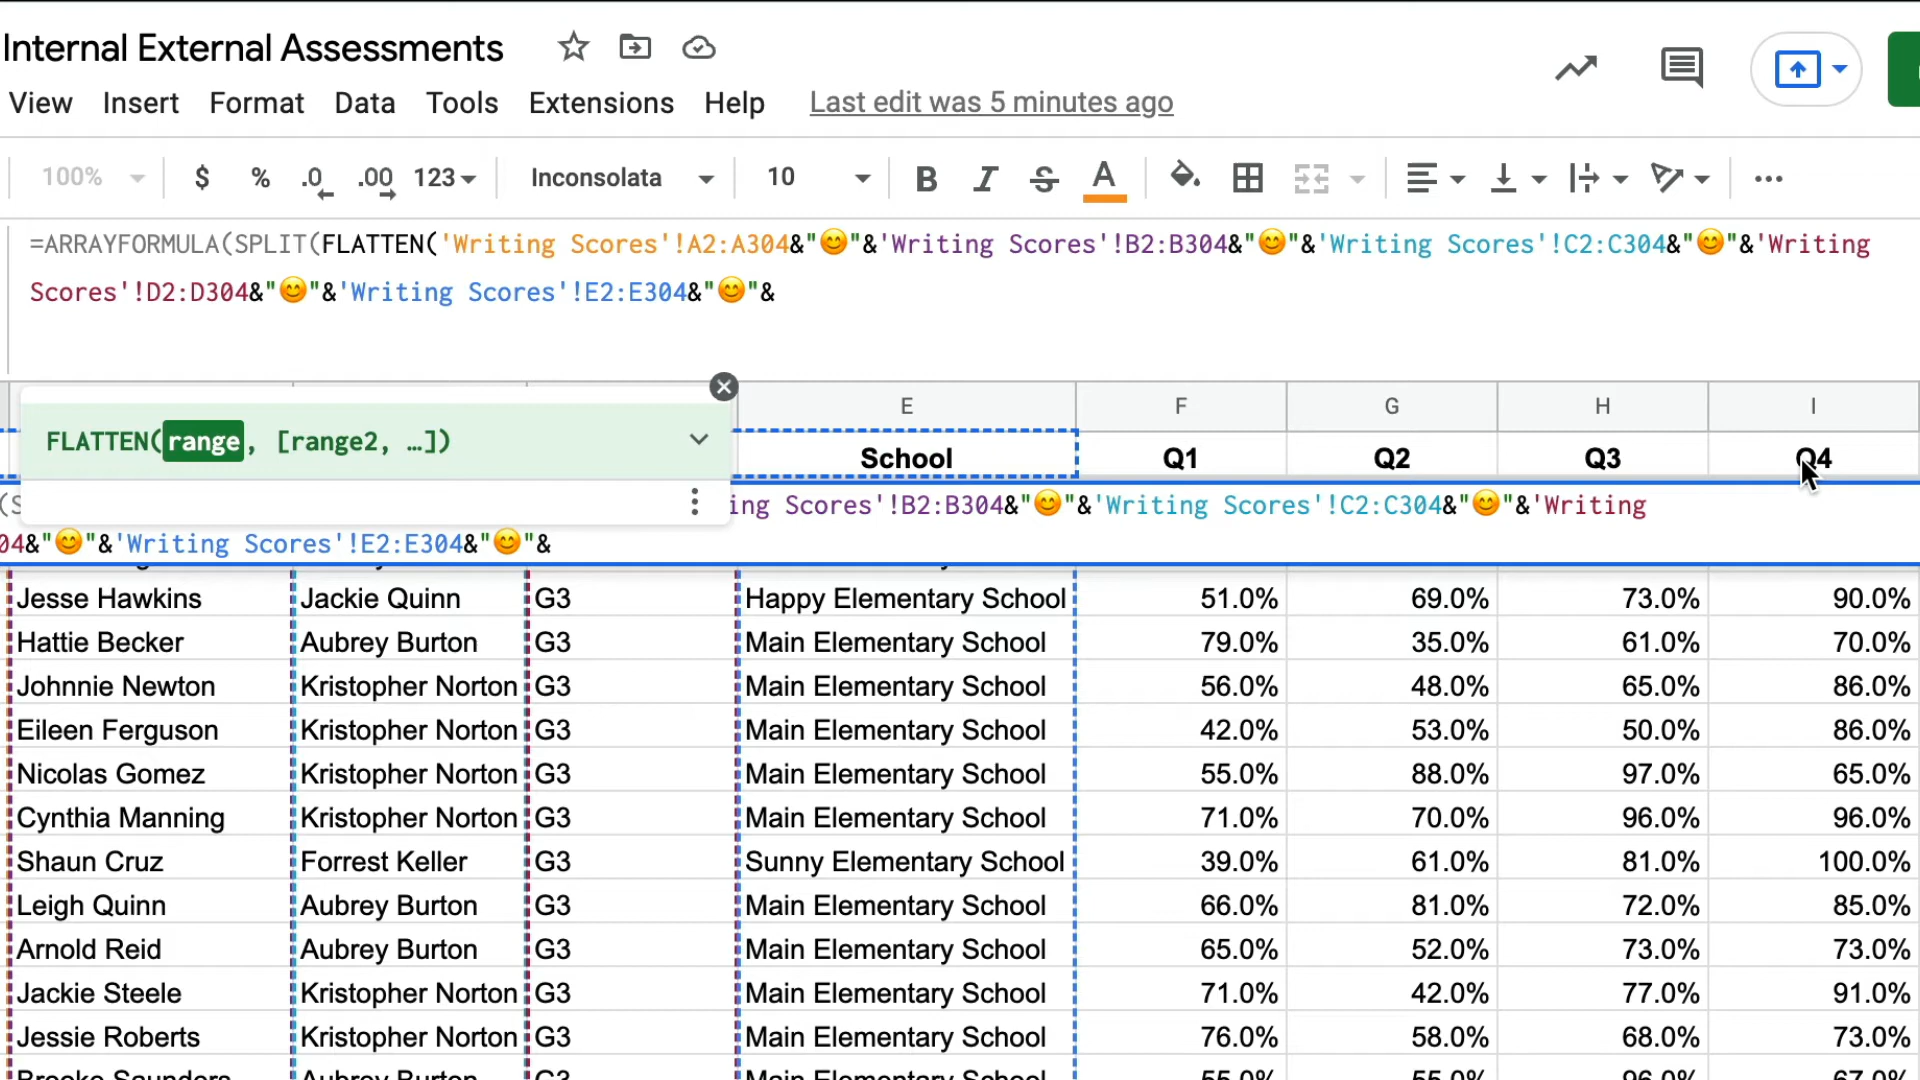 Internal External Assessments
View Insert Format Data Tools Extensions Help Last edit was 5 minutes ago
100% $ % .0 .00 123 Inconsolata 10 B I S A
=ARRAYFORMULA(SPLIT(FLATTEN('Writing Scores'!A2:A304&"😊"&'Writing Scores'!B2:B304&"😊"&'Writing Scores'!C2:C304&"😊"&'Writing
Scores'!D2:D304&"😊"&'Writing Scores'!E2:E304&"😊"&
E F G H I
FLATTEN(range, [range2, …])
School Q1 Q2 Q3 Q4
(S ing Scores'!B2:B304&"😊"&'Writing Scores'!C2:C304&"😊"&'Writing
04&"😊"&'Writing Scores'!E2:E304&"😊"&
Jesse Hawkins Jackie Quinn G3 Happy Elementary School 51.0% 69.0% 73.0% 90.0%
Hattie Becker Aubrey Burton G3 Main Elementary School 79.0% 35.0% 61.0% 70.0%
Johnnie Newton Kristopher Norton G3 Main Elementary School 56.0% 48.0% 65.0% 86.0%
Eileen Ferguson Kristopher Norton G3 Main Elementary School 42.0% 53.0% 50.0% 86.0%
Nicolas Gomez Kristopher Norton G3 Main Elementary School 55.0% 88.0% 97.0% 65.0%
Cynthia Manning Kristopher Norton G3 Main Elementary School 71.0% 70.0% 96.0% 96.0%
Shaun Cruz Forrest Keller G3 Sunny Elementary School 39.0% 61.0% 81.0% 100.0%
Leigh Quinn Aubrey Burton G3 Main Elementary School 66.0% 81.0% 72.0% 85.0%
Arnold Reid Aubrey Burton G3 Main Elementary School 65.0% 52.0% 73.0% 73.0%
Jackie Steele Kristopher Norton G3 Main Elementary School 71.0% 42.0% 77.0% 91.0%
Jessie Roberts Kristopher Norton G3 Main Elementary School 76.0% 58.0% 68.0% 73.0%
Brooke Saunders Aubrey Burton G3 Main Elementary School 55.0% 55.0% 96.0% 67.0%